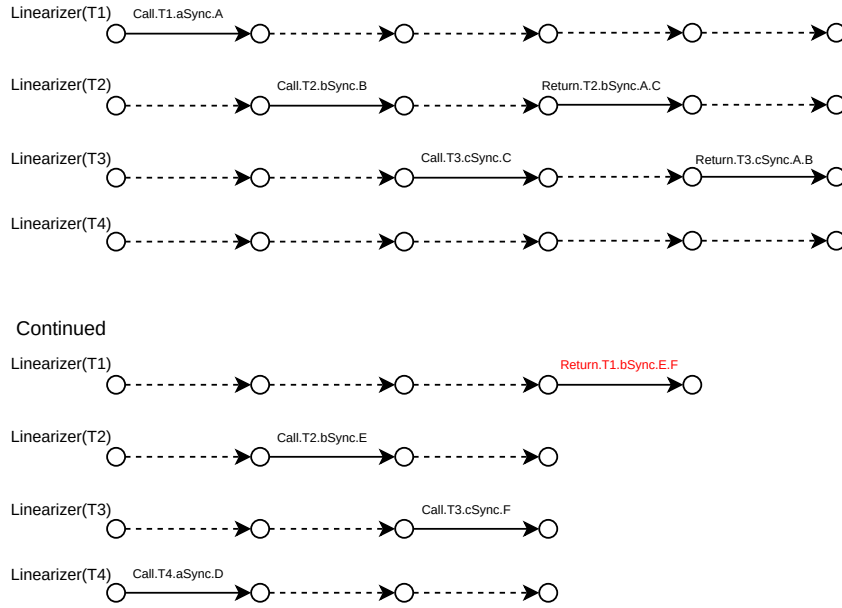 Linearizer(T1)
Call.T1.aSync.A
Linearizer(T2)
Call.T2.bSync.B
Return.T2.bSync.A.C
Linearizer(T3)
Call.T3.cSync.C
Return.T3.cSync.A.B
Linearizer(T4)
Continued
Linearizer(T1)
Return.T1.bSync.E.F
Linearizer(T2)
Call.T2.bSync.E
Linearizer(T3)
Call.T3.cSync.F
Linearizer(T4)
Call.T4.aSync.D